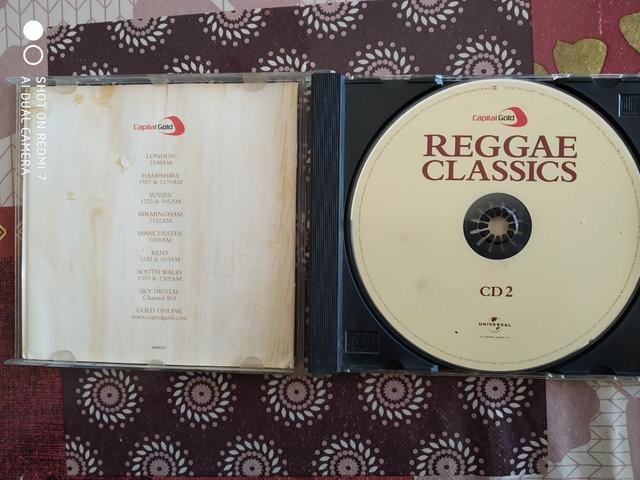 SHOT ON REDMI 7
AI DUAL CAMERA
Capital Gold
LONDON
1548AM
HAMPSHIRE
1557 & 1170AM
SUSSEX
1323 & 945AM
BIRMINGHAM
1152AM
MANCHESTER
1458AM
KENT
1242 & 603AM
SOUTH WALES
1359 & 1305AM
SKY DIGITAL
Channel 863
GOLD ONLINE
www.capitalgold.com
Capital Gold
REGGAE
CLASSICS
CD 2
UNIVERSAL